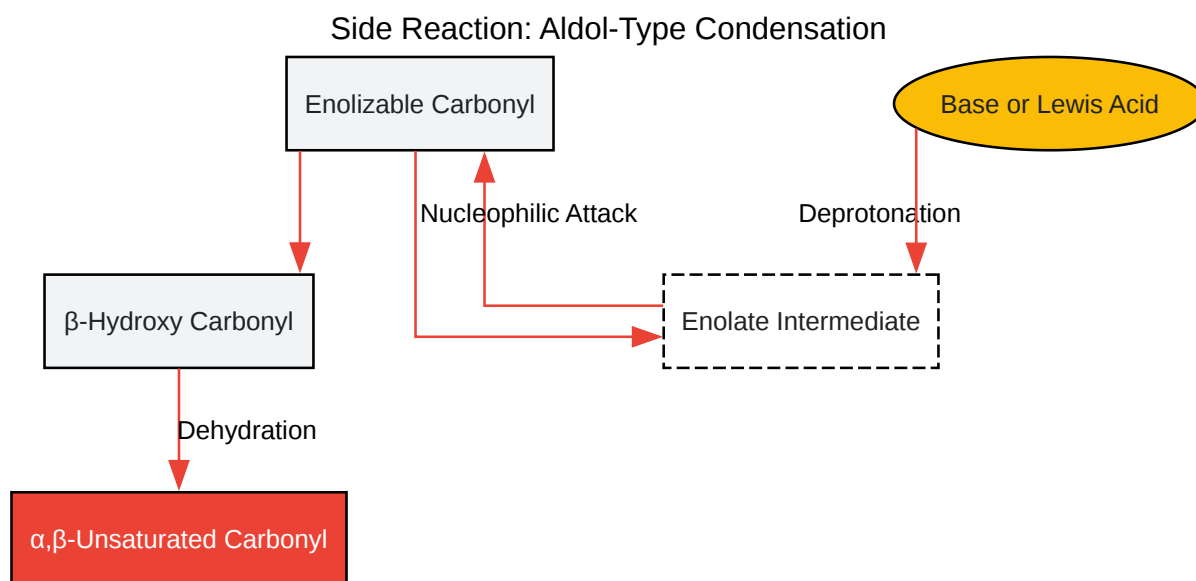 Side Reaction: Aldol-Type Condensation
Enolizable Carbonyl
Base or Lewis Acid
Nucleophilic Attack
Deprotonation
β-Hydroxy Carbonyl
Enolate Intermediate
Dehydration
α,β-Unsaturated Carbonyl